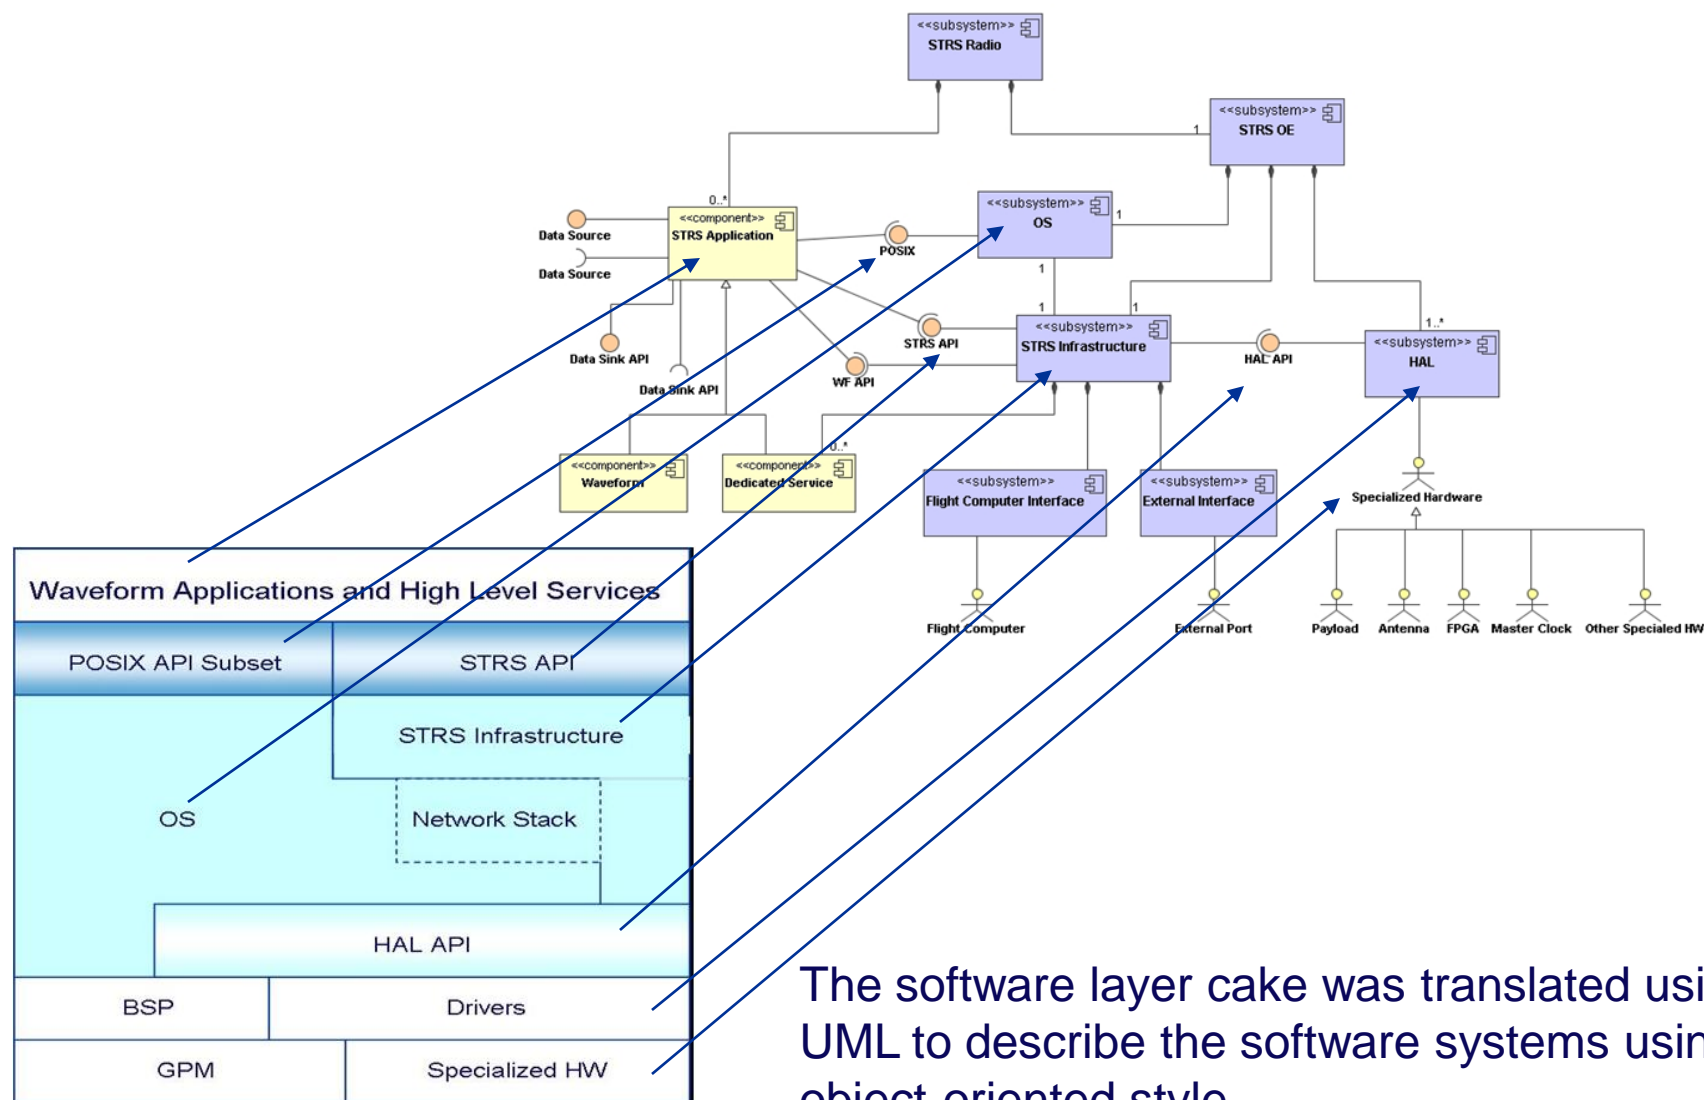 <<subsystem>>
STRS Radio
<<subsystem>>
STRS OE
1
0..*
<<component>>
STRS Application
Data Source
Data Source
POSIX
<<subsystem>>
OS
1
1
1
1
1..*
Data Sink API
Data Sink API
STRS API
WF API
<<subsystem>>
STRS Infrastructure
HAL API
<<subsystem>>
HAL
0..*
<<component>>
Waveform
<<component>>
Dedicated Service
<<subsystem>>
Flight Computer Interface
<<subsystem>>
External Interface
Specialized Hardware
Flight Computer
External Port
Payload
Antenna
FPGA
Master Clock
Other Specialed HW
Waveform Applications and High Level Services
POSIX API Subset
STRS API
STRS Infrastructure
OS
Network Stack
HAL API
BSP
Drivers
GPM
Specialized HW
The software layer cake was translated usi
UML to describe the software systems usin
object-oriented style